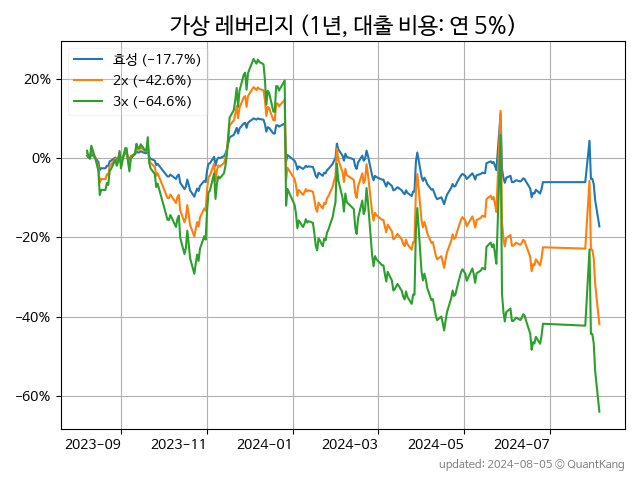 가상 레버리지 (1년, 대출 비용: 연 5%)
효성 (−17.7%)
2x (−42.6%)
3x (−64.6%)
20%
0%
−20%
−40%
−60%
2023-09
2023-11
2024-01
2024-03
2024-05
2024-07
updated: 2024-08-05 © QuantKang